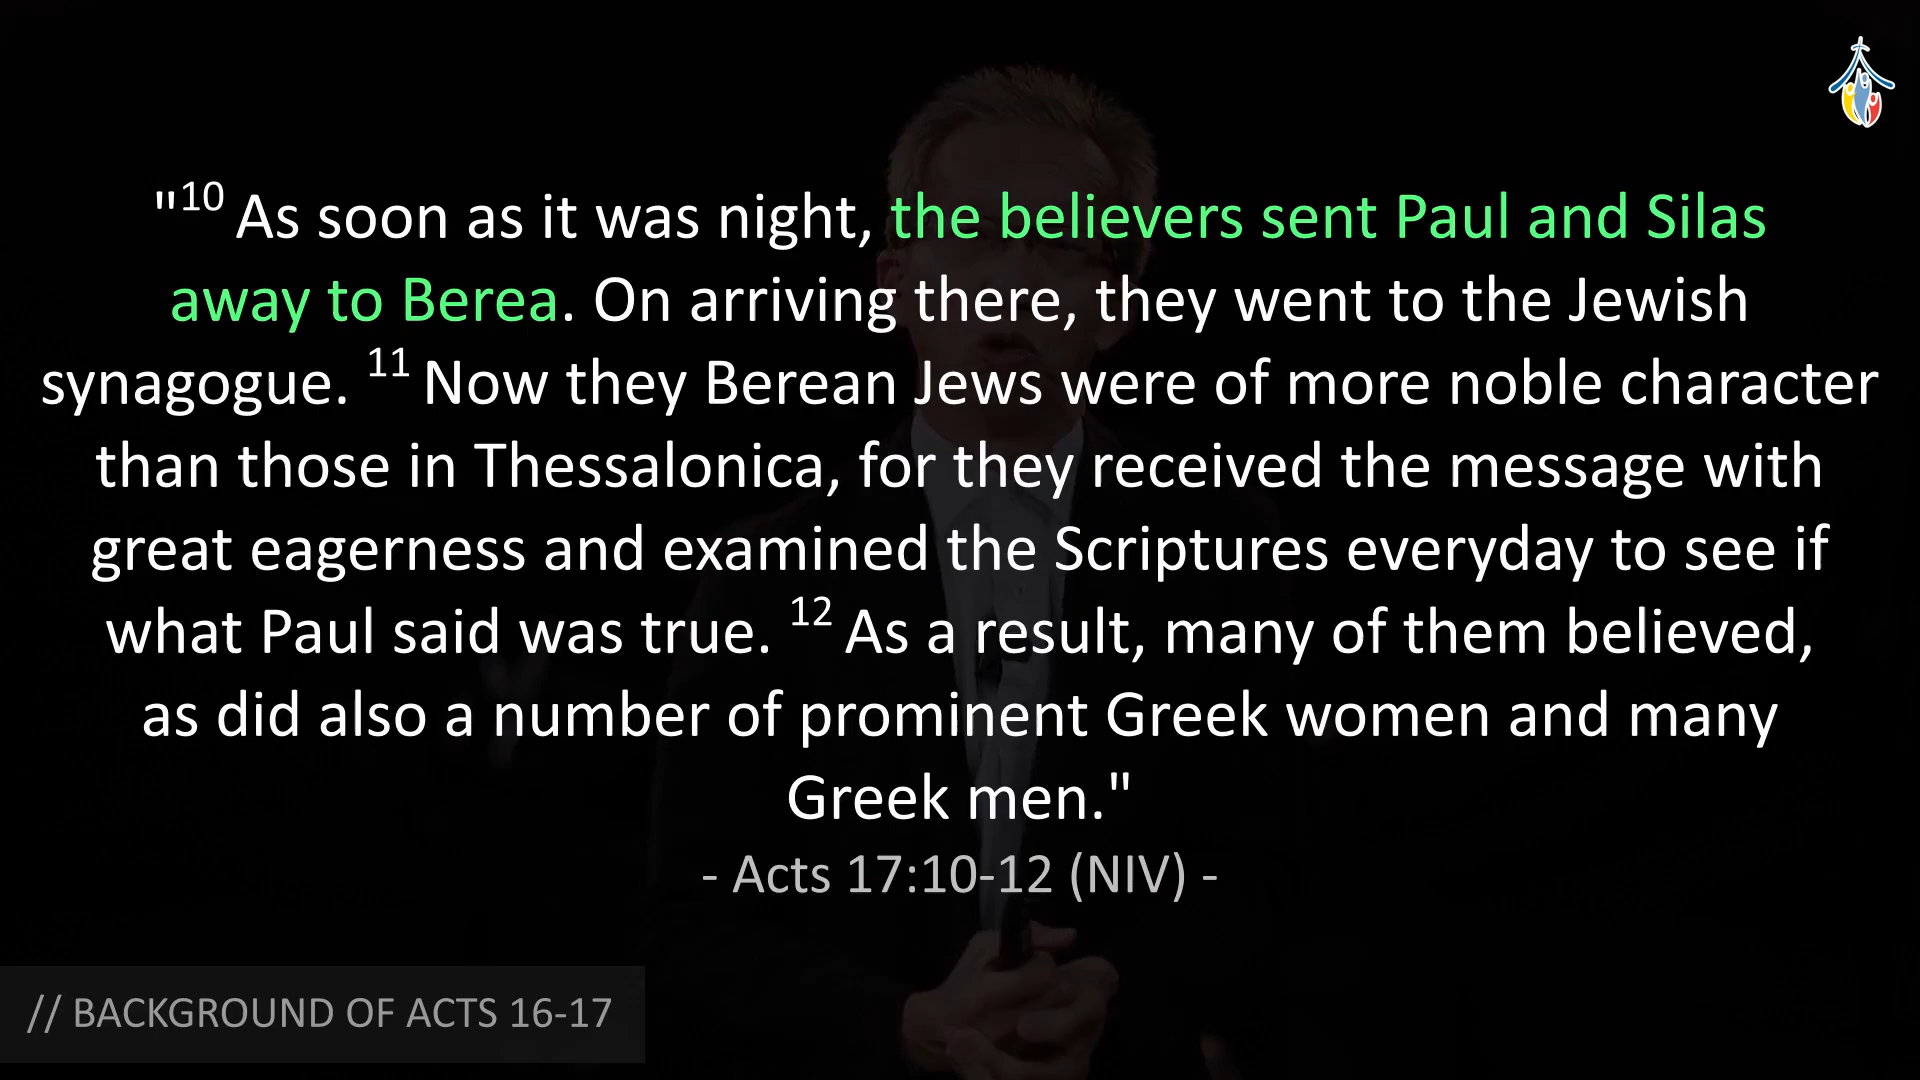 "10 As soon as it was night, the believers sent Paul and Silas
away to Berea. On arriving there, they went to the Jewish
synagogue. 11 Now they Berean Jews were of more noble character
than those in Thessalonica, for they received the message with
great eagerness and examined the Scriptures everyday to see if
what Paul said was true. 12 As a result, many of them believed,
as did also a number of prominent Greek women and many
Greek men."
- Acts 17:10-12 (NIV) -
// BACKGROUND OF ACTS 16-17